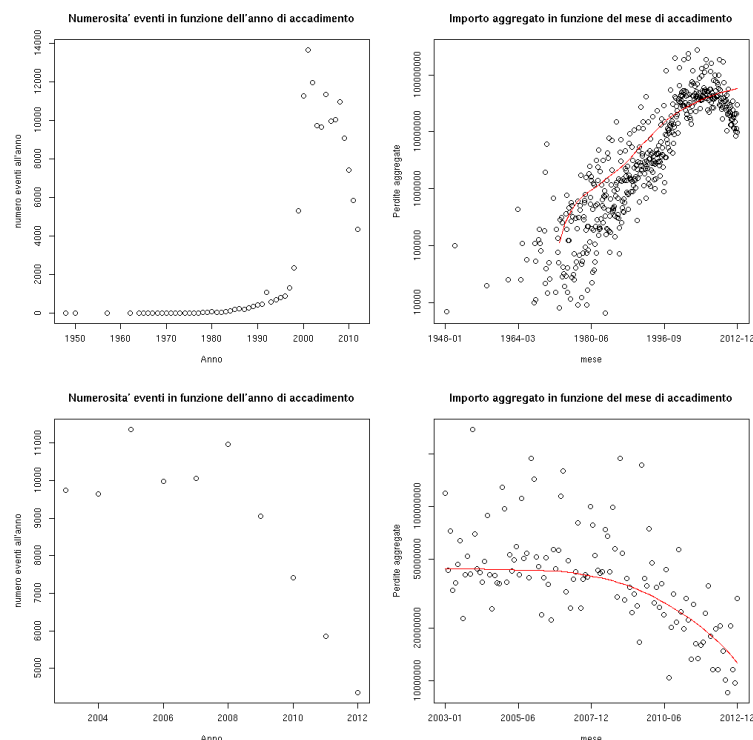 Numerosita' eventi in funzione dell'anno di accadimento
numero eventi all'anno
14000
12000
10000
8000
6000
4000
2000
0
1950 1960 1970 1980 1990 2000 2010
Anno
Importo aggregato in funzione del mese di accadimento
Perdite aggregate
100000000
10000000
1000000
100000
10000
1948-01 1964-03 1980-06 1996-09 2012-12
mese
Numerosita' eventi in funzione dell'anno di accadimento
numero eventi all'anno
11000
10000
9000
8000
7000
6000
5000
2004 2006 2008 2010 2012
Anno
Importo aggregato in funzione del mese di accadimento
Perdite aggregate
100000000
50000000
20000000
10000000
2003-01 2005-06 2007-12 2010-06 2012-12
mese